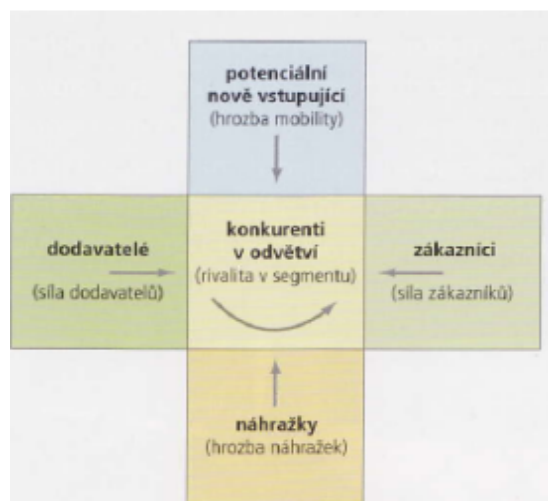 potenciální
nově vstupující
(hrozba mobility)
dodavatelé
(síla dodavatelů)
konkurenti
v odvětví
(rivalita v segmentu)
zákazníci
(síla zákazníků)
náhražky
(hrozba náhražek)